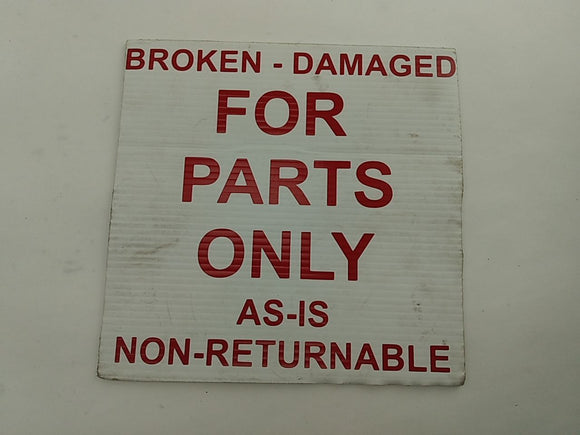 BROKEN - DAMAGED
FOR
PARTS
ONLY
AS-IS
NON-RETURNABLE